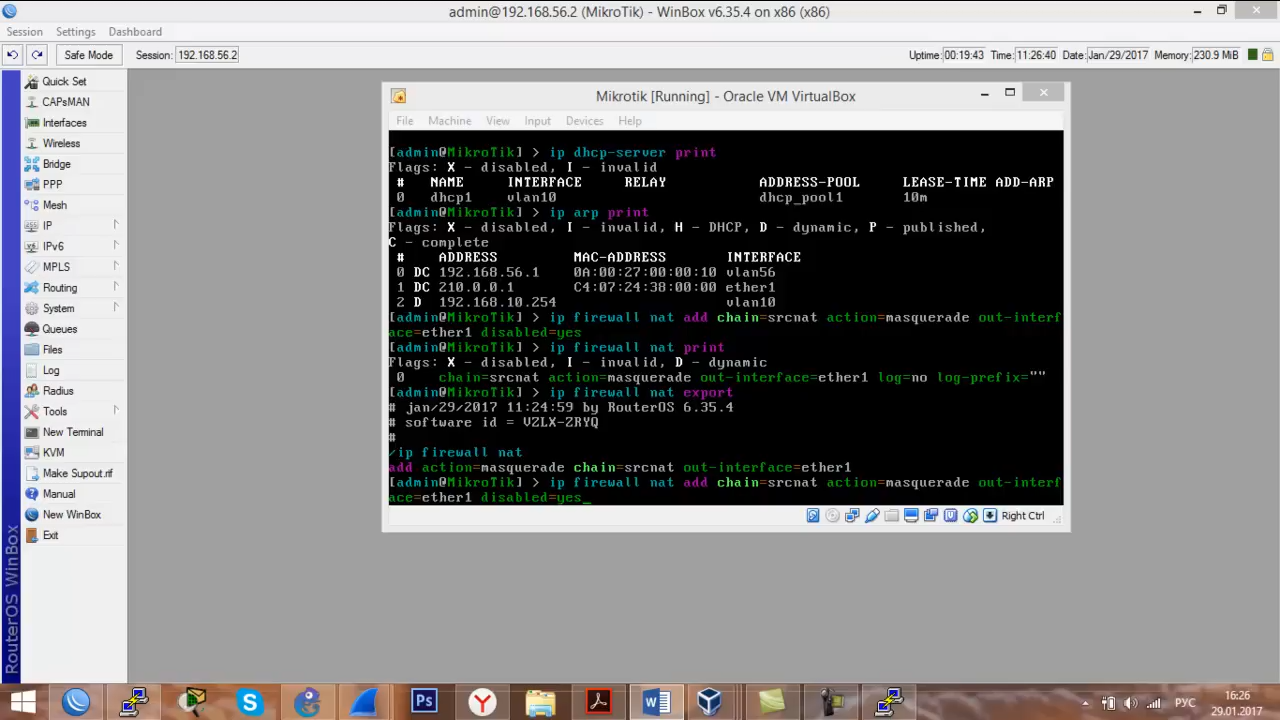 admin@192.168.56.2 (MikroTik) - WinBox v6.35.4 on x86 (x86)
Session Settings Dashboard
Safe Mode Session: 192.168.56.2 Uptime: 00:19:43 Time: 11:26:40 Date: Jan/29/2017 Memory: 230.9 MiB
Quick Set
CAPsMAN
Interfaces
Wireless
Bridge
PPP
Mesh
IP
IPv6
MPLS
Routing
System
Queues
Files
Log
Radius
Tools
New Terminal
KVM
Make Supout.rif
Manual
New WinBox
Exit
RouterOS WinBox
Mikrotik [Running] - Oracle VM VirtualBox
File Machine View Input Devices Help
[admin@MikroTik] > ip dhcp-server print
Flags: X - disabled, I - invalid
# NAME INTERFACE RELAY ADDRESS-POOL LEASE-TIME ADD-ARP
0 dhcp1 vlan10 dhcp_pool1 10m
[admin@MikroTik] > ip arp print
Flags: X - disabled, I - invalid, H - DHCP, D - dynamic, P - published,
C - complete
# ADDRESS MAC-ADDRESS INTERFACE
0 DC 192.168.56.1 0A:00:27:00:00:10 vlan56
1 DC 210.0.0.1 C4:07:24:38:00:00 ether1
2 D 192.168.10.254 vlan10
[admin@MikroTik] > ip firewall nat add chain=srcnat action=masquerade out-interf
ace=ether1 disabled=yes
[admin@MikroTik] > ip firewall nat print
Flags: X - disabled, I - invalid, D - dynamic
0 chain=srcnat action=masquerade out-interface=ether1 log=no log-prefix=""
[admin@MikroTik] > ip firewall nat export
# jan/29/2017 11:24:59 by RouterOS 6.35.4
# software id = VZLX-ZRYQ
#
/ip firewall nat
add action=masquerade chain=srcnat out-interface=ether1
[admin@MikroTik] > ip firewall nat add chain=srcnat action=masquerade out-interf
ace=ether1 disabled=yes_
Right Ctrl
Ps
РУС
16:26
29.01.2017